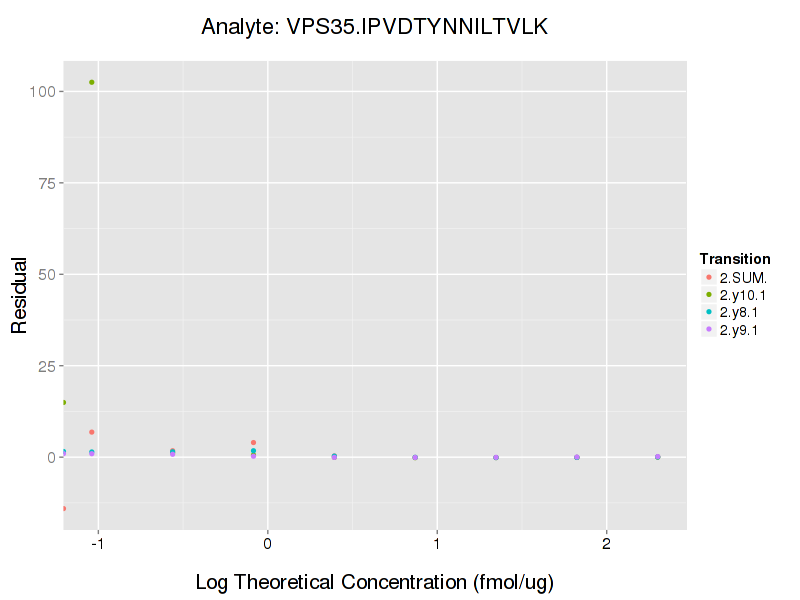 Analyte: VPS35.IPVDTYNNILTVLK
100
75
50
25
0
Residual
-1 0 1 2
Log Theoretical Concentration (fmol/ug)
Transition
2.SUM.
2.y10.1
2.y8.1
2.y9.1